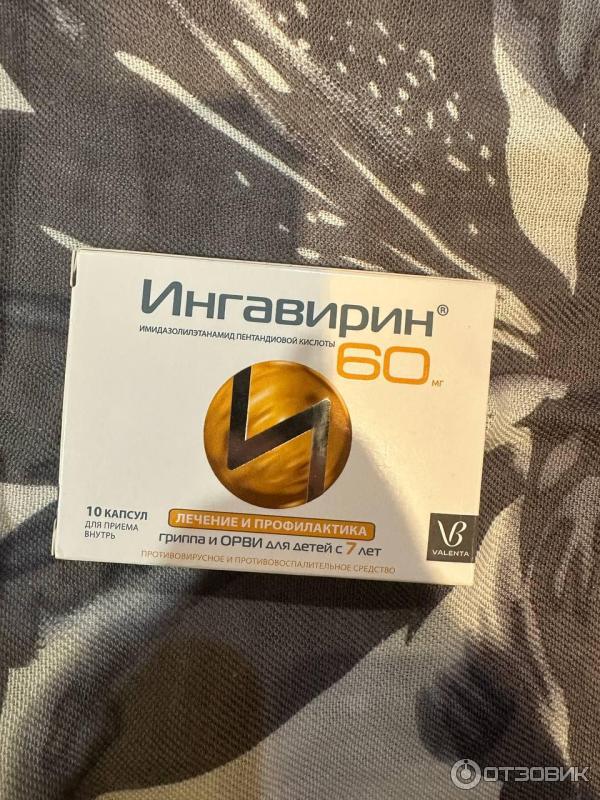 Ингавирин®
ИМИДАЗОЛИЛЭТАНАМИД ПЕНТАНДИОВОЙ КИСЛОТЫ
60 мг
10 КАПСУЛ
ДЛЯ ПРИЕМА
ВНУТРЬ
ЛЕЧЕНИЕ И ПРОФИЛАКТИКА
ГРИППА И ОРВИ ДЛЯ ДЕТЕЙ С 7 ЛЕТ
ПРОТИВОВИРУСНОЕ И ПРОТИВОВОСПАЛИТЕЛЬНОЕ СРЕДСТВО
VALENTA
ОТЗОВИК